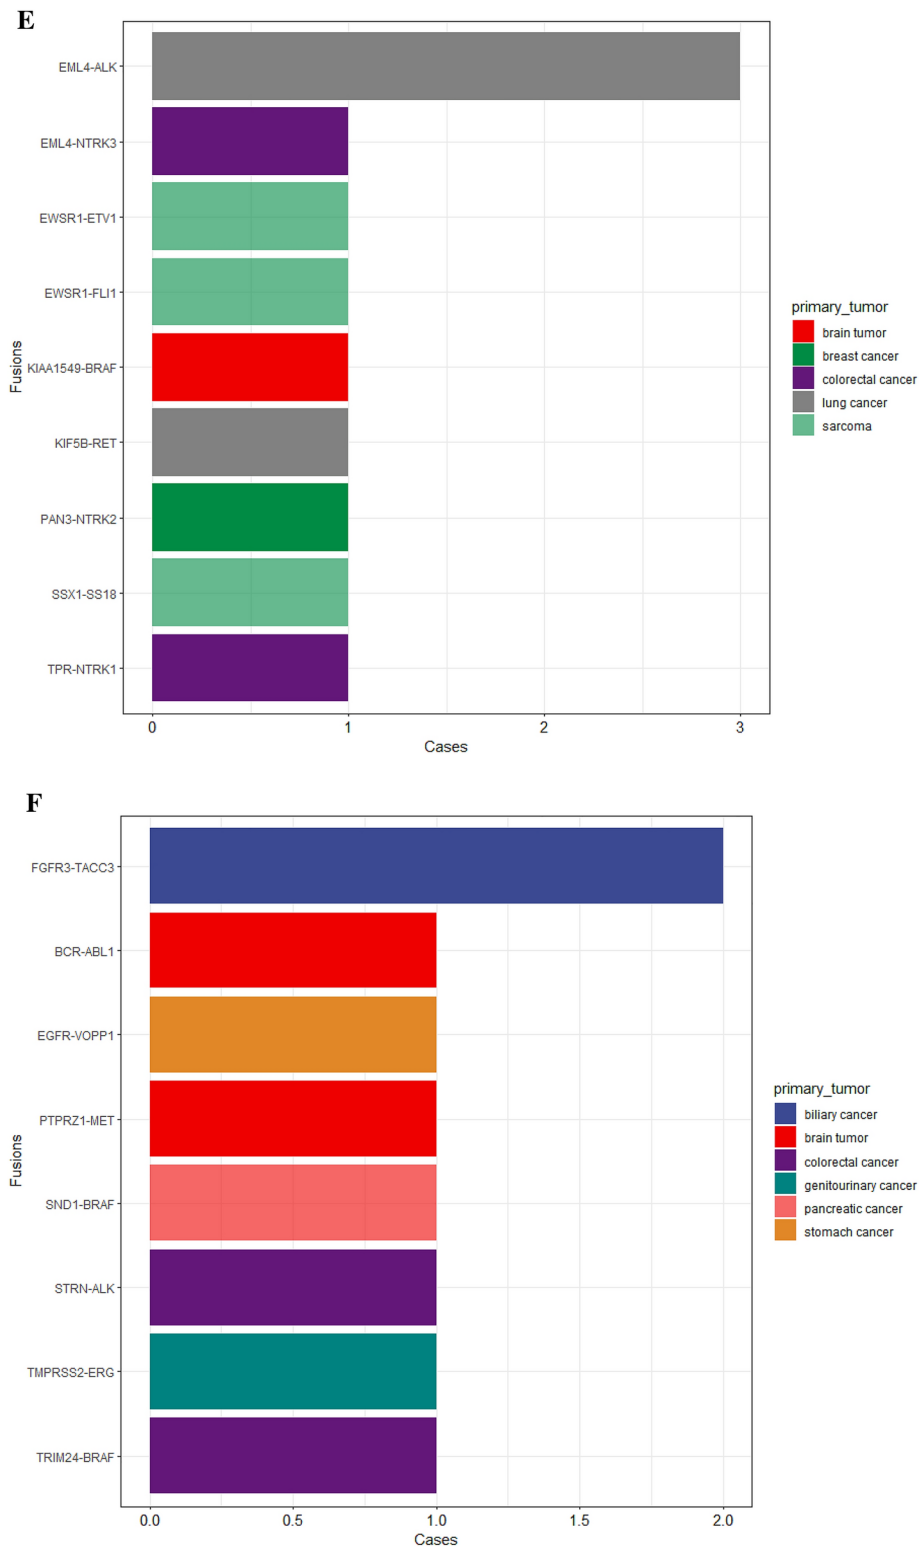 E
EML4-ALK
EML4-NTRK3
EWSR1-ETV1
EWSR1-FLI1
KIAA1549-BRAF
KIF5B-RET
PAN3-NTRK2
SSX1-SS18
TPR-NTRK1
Fusions
0 1 2 3
Cases
primary_tumor
brain tumor
breast cancer
colorectal cancer
lung cancer
sarcoma
F
FGFR3-TACC3
BCR-ABL1
EGFR-VOPP1
PTPRZ1-MET
SND1-BRAF
STRN-ALK
TMPRSS2-ERG
TRIM24-BRAF
Fusions
0.0 0.5 1.0 1.5 2.0
Cases
primary_tumor
biliary cancer
brain tumor
colorectal cancer
genitourinary cancer
pancreatic cancer
stomach cancer